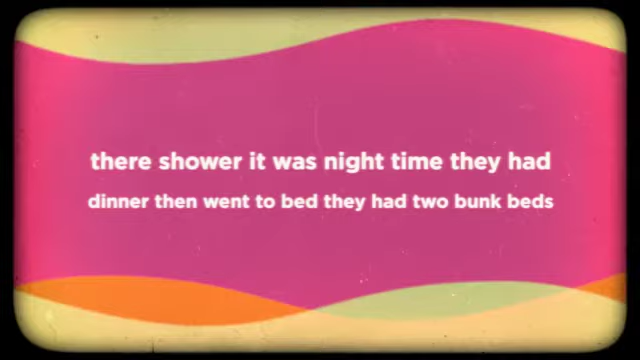 there shower it was night time they had
dinner then went to bed they had two bunk beds